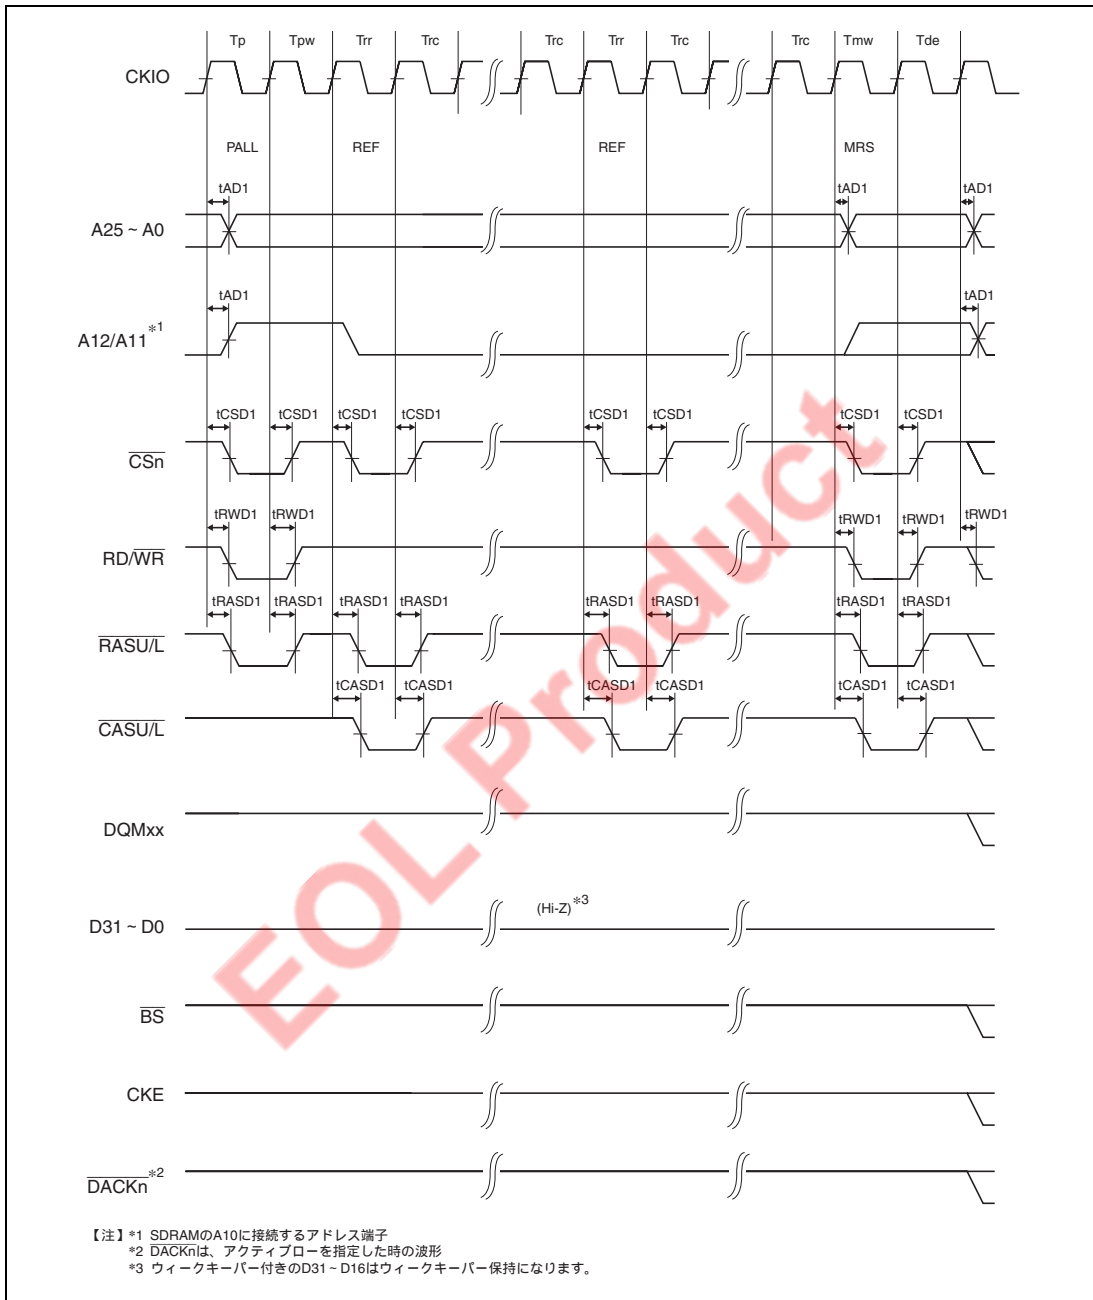 Tp Tpw Trr Trc Trc Trr Trc Trc Tmw Tde
CKIO
PALL REF REF MRS
tAD1 tAD1 tAD1
A25 ~ A0
tAD1 tAD1
A12/A11*1
tCSD1 tCSD1 tCSD1 tCSD1 tCSD1 tCSD1 tCSD1 tCSD1
CSn
tRWD1 tRWD1 tRWD1 tRWD1 tRWD1
RD/WR
tRASD1 tRASD1 tRASD1 tRASD1 tRASD1 tRASD1 tRASD1 tRASD1
RASU/L
tCASD1 tCASD1 tCASD1 tCASD1 tCASD1 tCASD1
CASU/L
DQMxx
(Hi-Z)*3
D31 ~ D0
BS
CKE
DACKn*2
EOL Product
【注】*1 SDRAMのA10に接続するアドレス端子
*2 DACKnは、アクティブローを指定した時の波形
*3 ウィークキーパー付きのD31~D16はウィークキーパー保持になります。